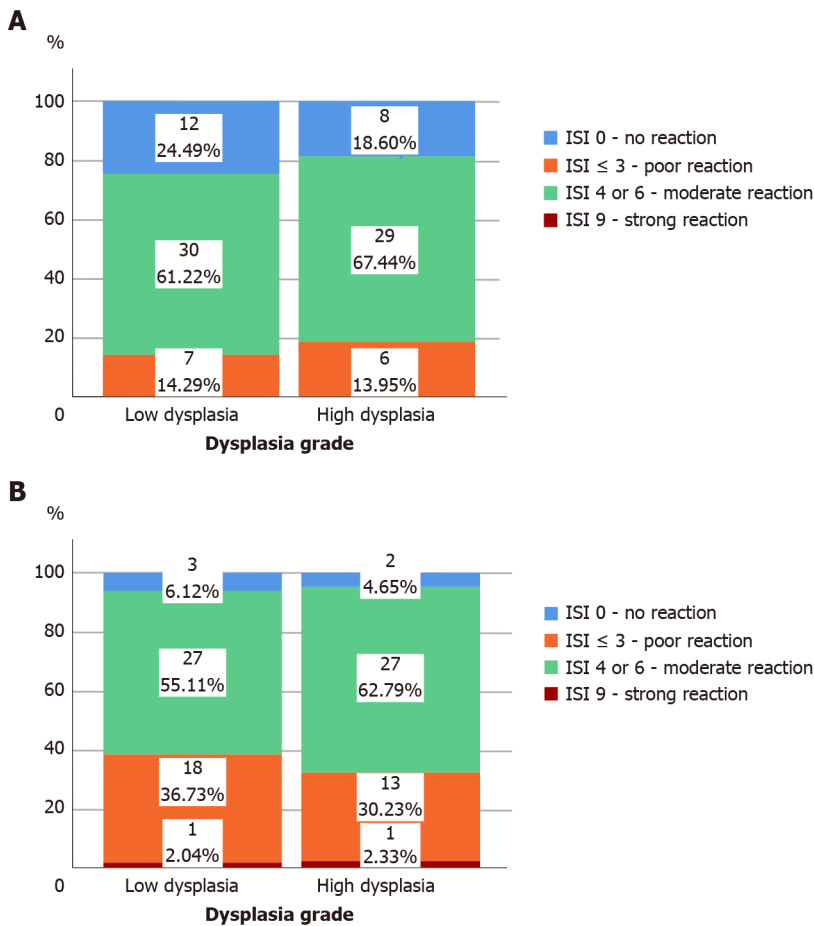 A
%
100
80
60
40
20
0
12
24.49%
30
61.22%
7
14.29%
8
18.60%
29
67.44%
6
13.95%
Low dysplasia
High dysplasia
Dysplasia grade
ISI 0 - no reaction
ISI ≤ 3 - poor reaction
ISI 4 or 6 - moderate reaction
ISI 9 - strong reaction
B
%
100
80
60
40
20
0
3
6.12%
27
55.11%
18
36.73%
1
2.04%
2
4.65%
27
62.79%
13
30.23%
1
2.33%
Low dysplasia
High dysplasia
Dysplasia grade
ISI 0 - no reaction
ISI ≤ 3 - poor reaction
ISI 4 or 6 - moderate reaction
ISI 9 - strong reaction